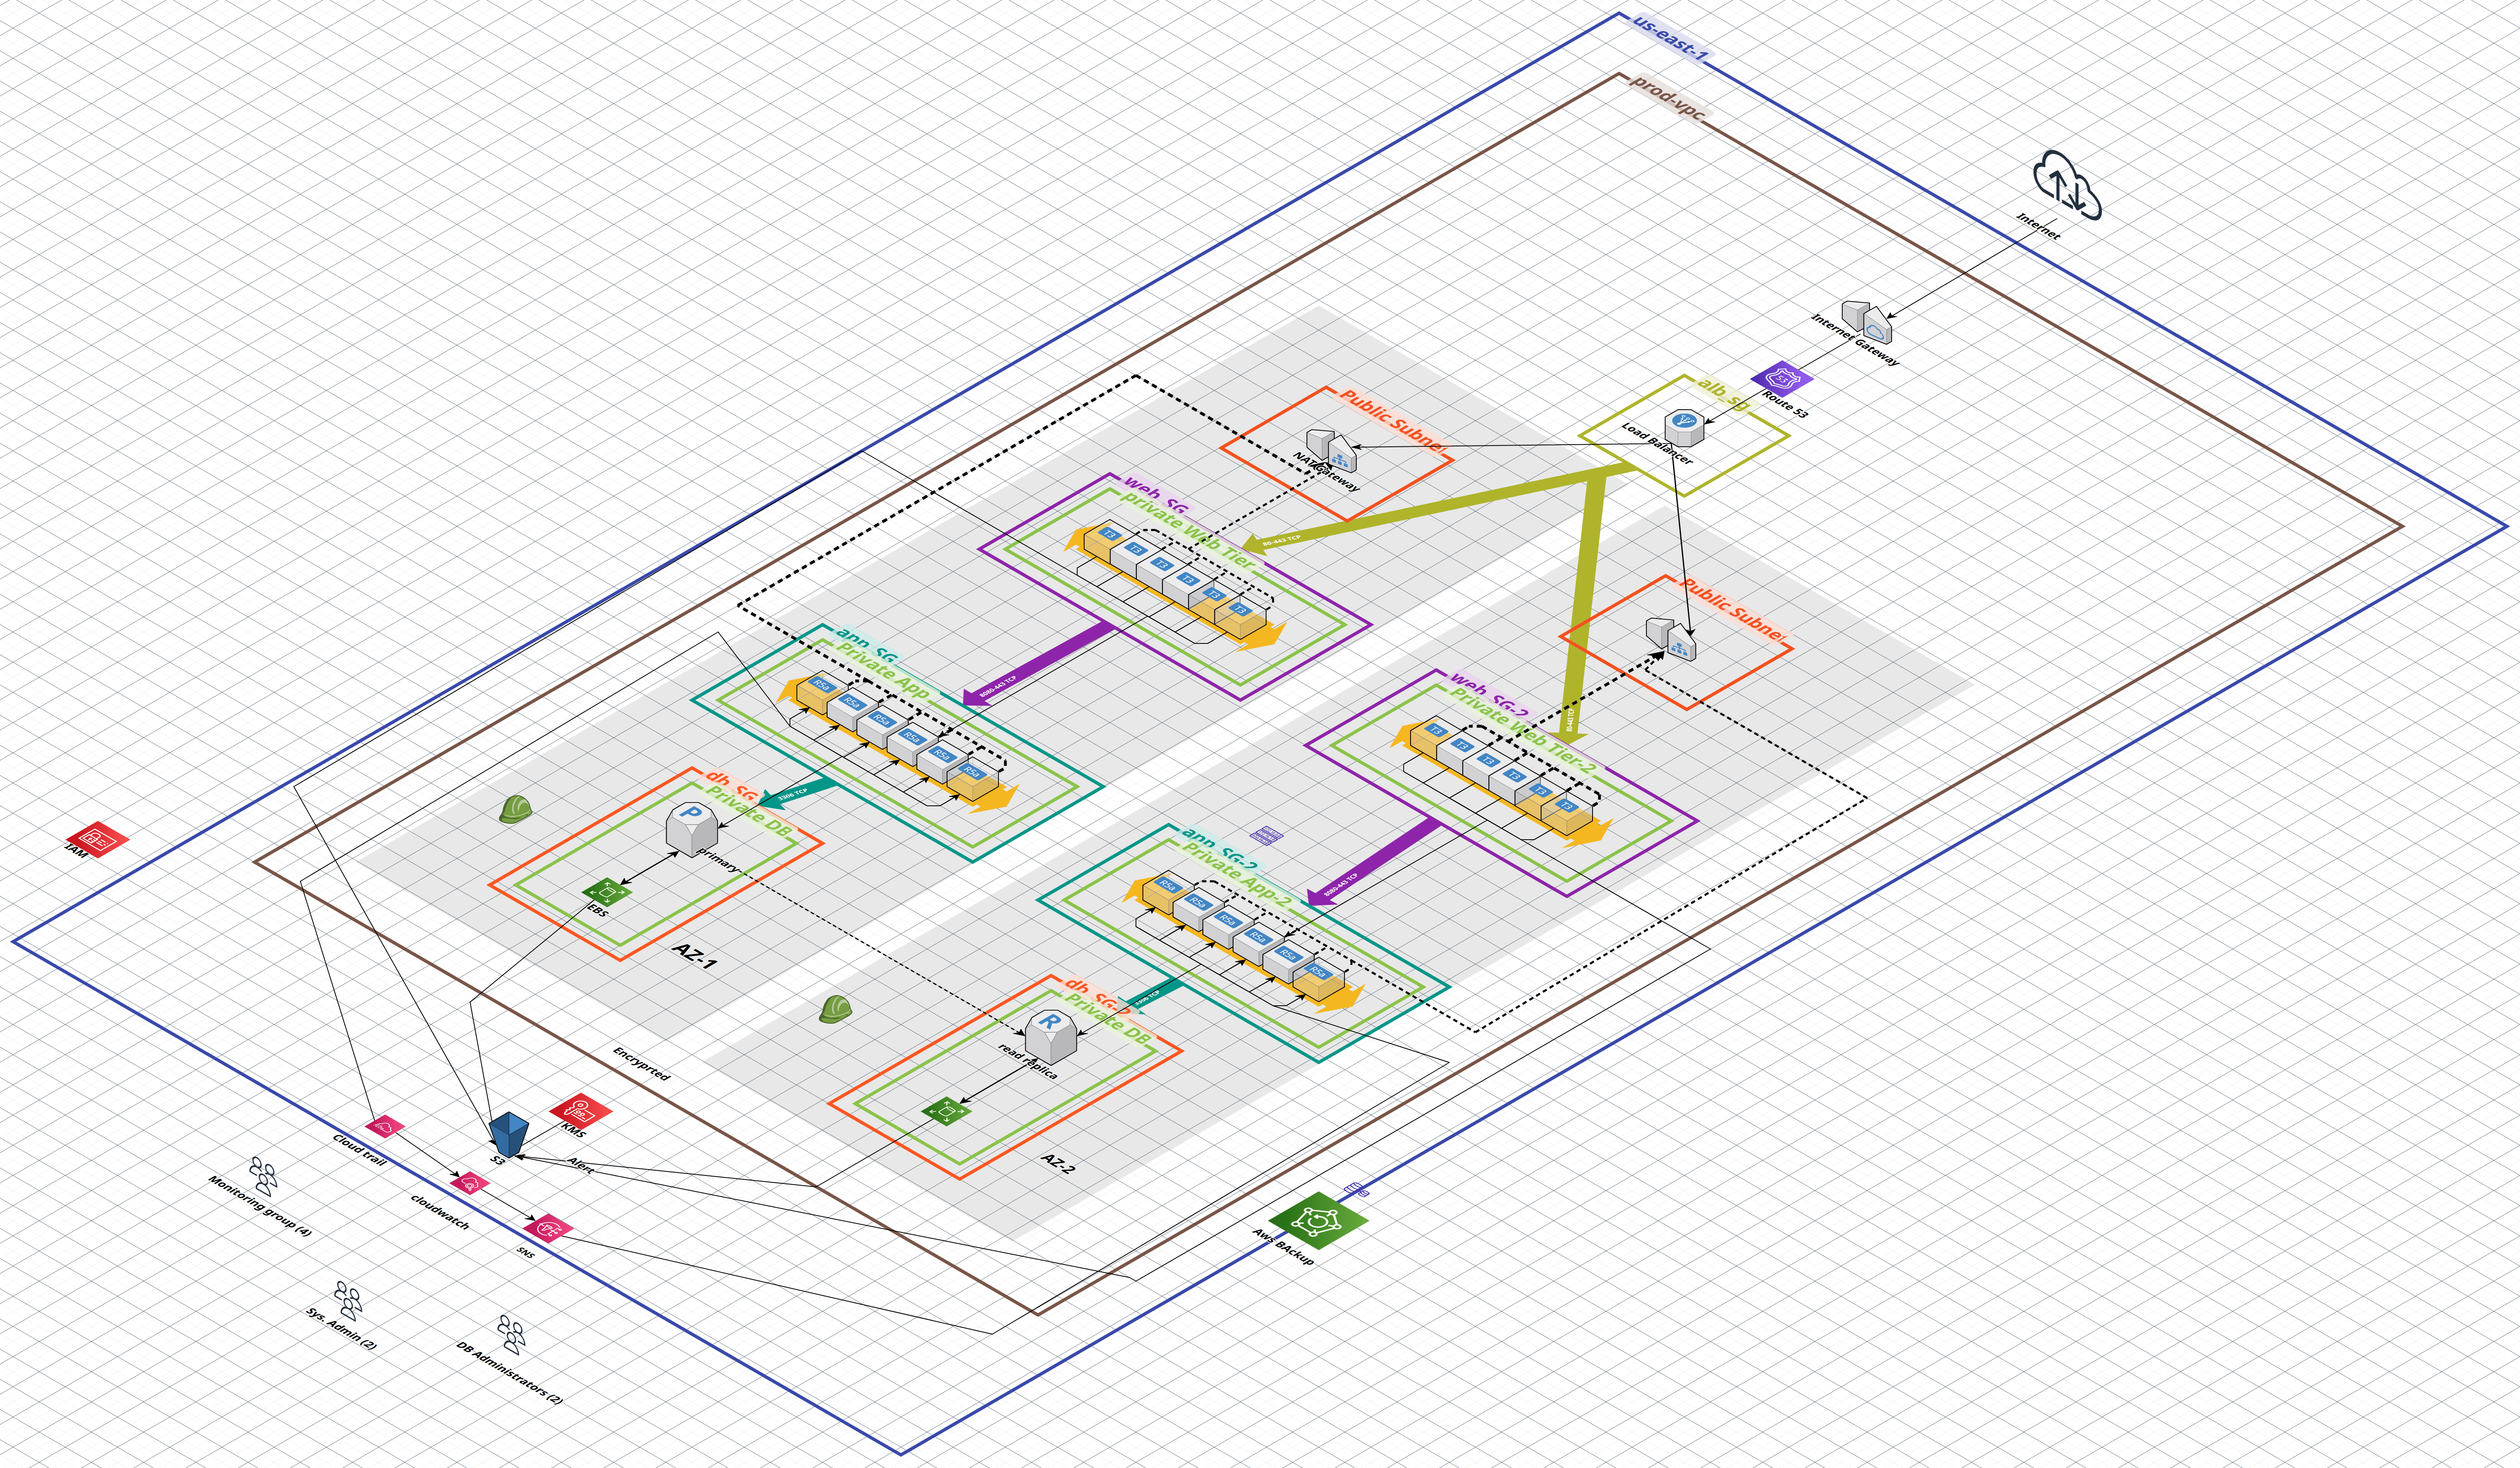 us-east-1
prod-vpc
Internet
Internet Gateway
53
Route 53
alb_sg
Load Balancer
Public Subnet
NAT Gateway
web_SG
private Web Tier
T3
T3
T3
T3
T3
T3
80-443 TCP
80-443 TCP
Public Subnet
8080-443 TCP
app_SG
Private App
R5a
R5a
R5a
R5a
R5a
R5a
web_SG-2
Private Web Tier-2
T3
T3
T3
T3
T3
T3
3306 TCP
db_SG
Private DB
P
primary
EBS
AZ-1
8080-443 TCP
app_SG-2
Private App-2
R5a
R5a
R5a
R5a
R5a
R5a
3306 TCP
db_SG-2
Private DB
R
read replica
AZ-2
IAM
Encyprted
KMS
S3
Alert
Cloud trail
cloudwatch
SNS
Monitoring group (4)
Sys. Admin (2)
DB Administrators (2)
Aws BAckup